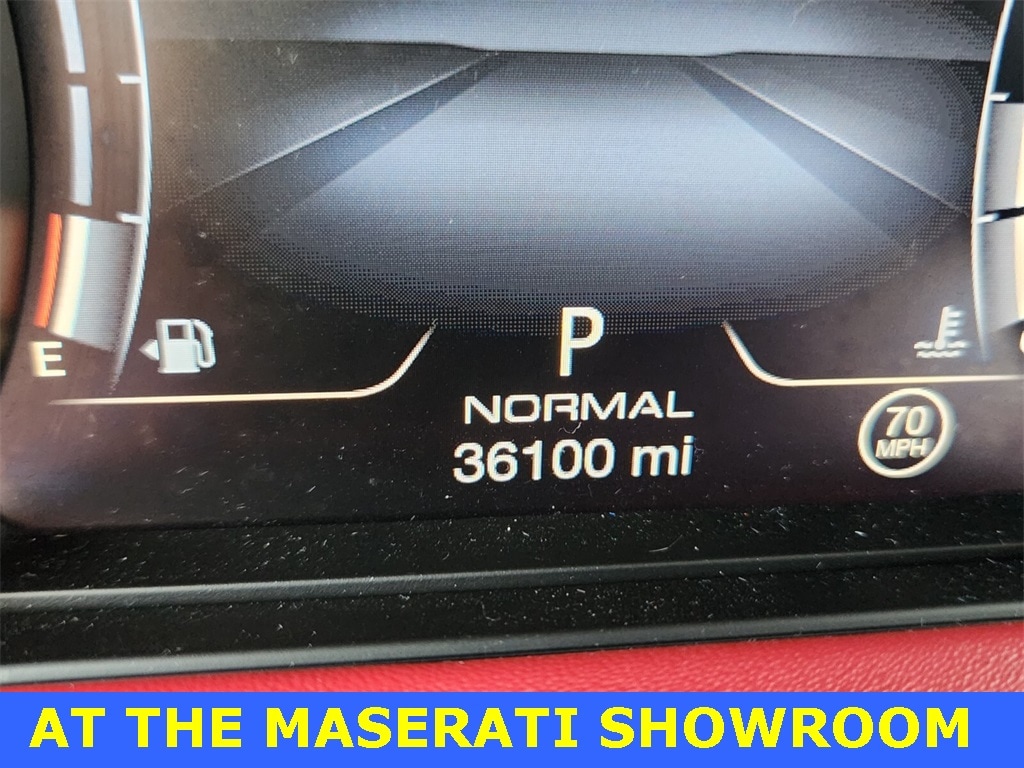 P
E
NORMAL
70
MPH
36100 mi
AT THE MASERATI SHOWROOM